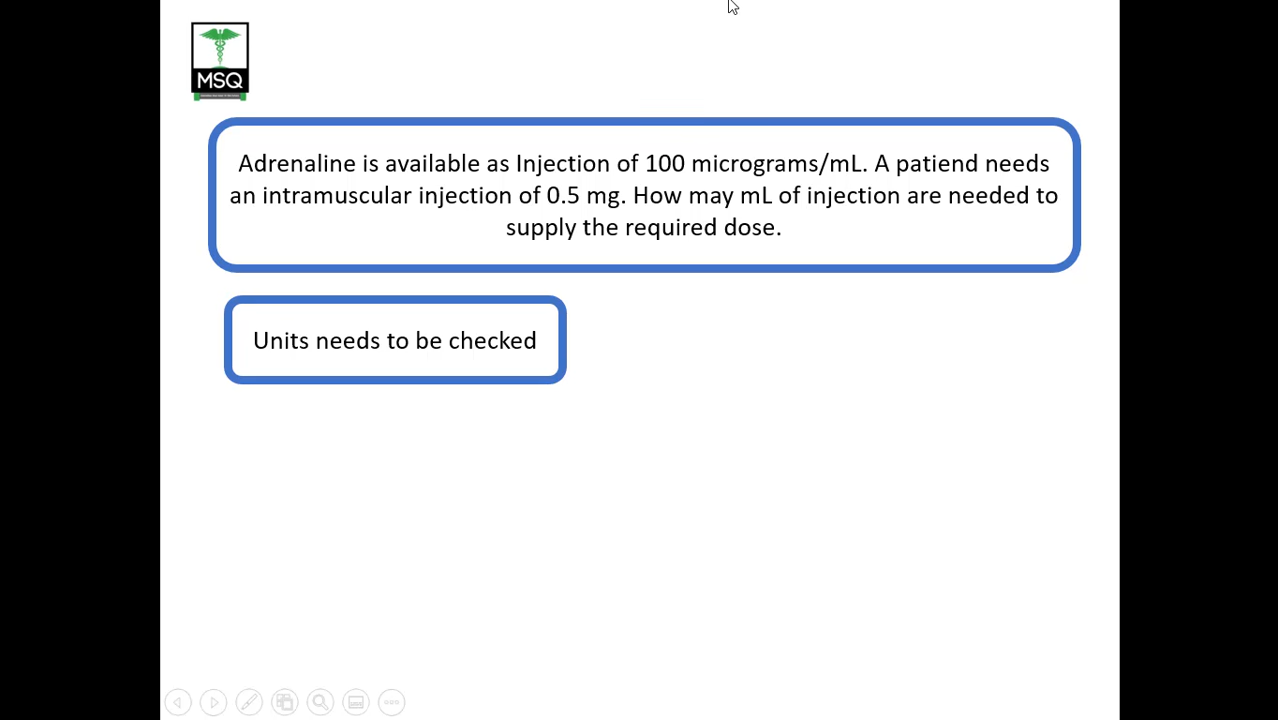 MSQ
Adrenaline is available as Injection of 100 micrograms/mL. A patiend needs
an intramuscular injection of 0.5 mg. How may mL of injection are needed to
supply the required dose.
Units needs to be checked